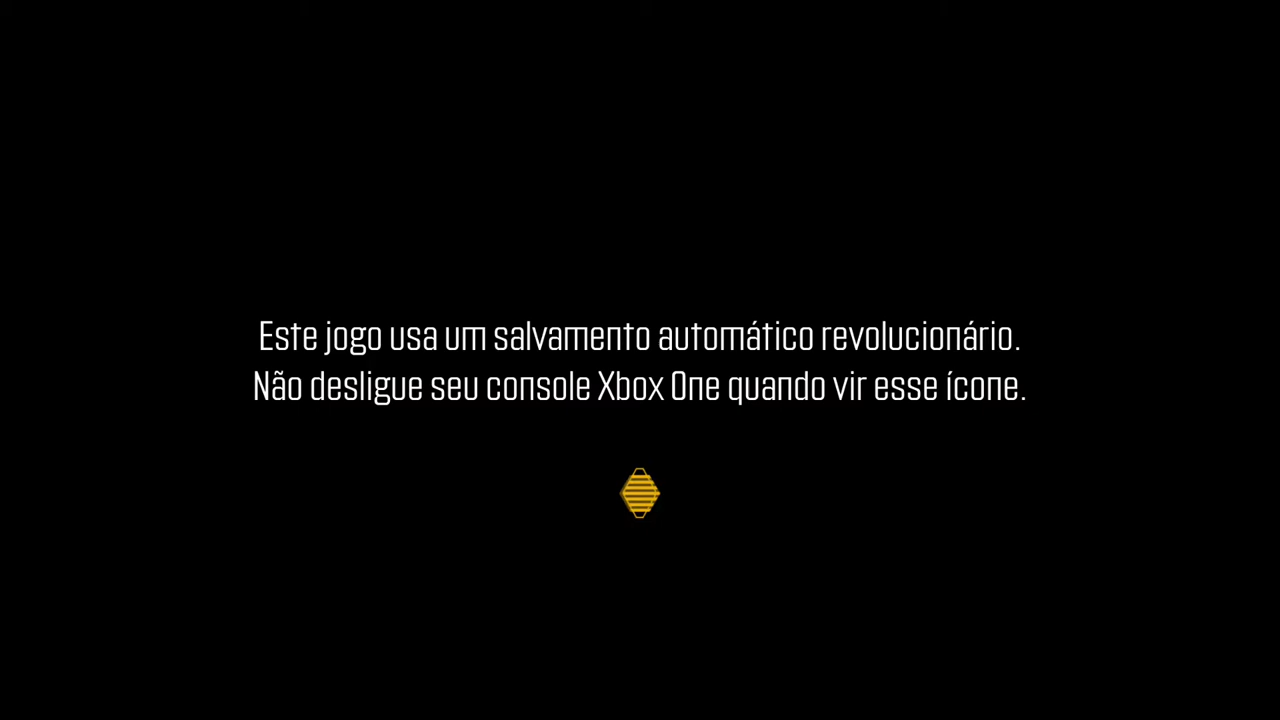 Este jogo usa um salvamento automático revolucionário.
Não desligue seu console Xbox One quando vir esse ícone.